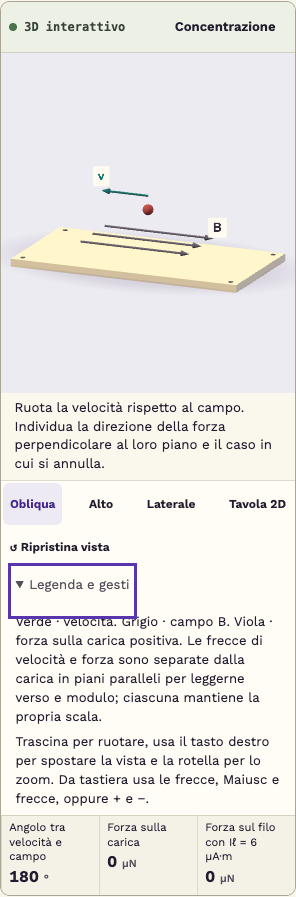 3D interattivo
Concentrazione
v
B
Ruota la velocità rispetto al campo.
Individua la direzione della forza
perpendicolare al loro piano e il caso in
cui si annulla.
Obliqua
Alto
Laterale
Tavola 2D
↺ Ripristina vista
▼ Legenda e gesti
Verde · velocità. Grigio · campo B. Viola ·
forza sulla carica positiva. Le frecce di
velocità e forza sono separate dalla
carica in piani paralleli per leggerne
verso e modulo; ciascuna mantiene la
propria scala.
Trascina per ruotare, usa il tasto destro
per spostare la vista e la rotella per lo
zoom. Da tastiera usa le frecce, Maiusc e
frecce, oppure + e −.
Angolo tra
velocità e
campo
180 °
Forza sulla
carica
0 μN
Forza sul filo
con Iℓ = 6
μA·m
0 μN